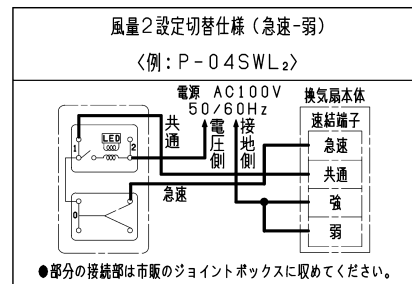 風量2設定切替仕様(急速-弱)
〈例:P-04SWL₂〉
電源 AC100V
50/60Hz
換気扇本体
速結端子
共通
電圧側
接地側
急速
共通
強
弱
LED
1
2
急速
0
●部分の接続部は市販のジョイントボックスに収めてください。